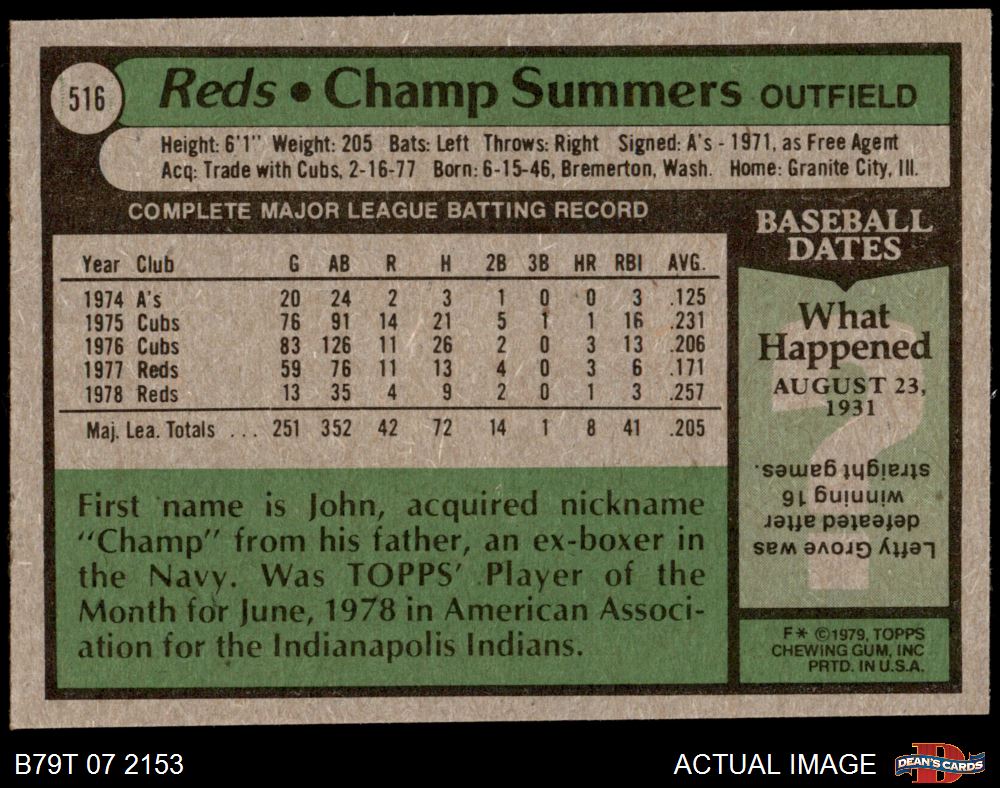 516
Reds • Champ Summers OUTFIELD
Height: 6'1" Weight: 205 Bats: Left Throws: Right Signed: A's - 1971, as Free Agent
Acq: Trade with Cubs, 2-16-77 Born: 6-15-46, Bremerton, Wash. Home: Granite City, Ill.
COMPLETE MAJOR LEAGUE BATTING RECORD
Year Club G AB R H 2B 3B HR RBI AVG.
1974 A's 20 24 2 3 1 0 0 3 .125
1975 Cubs 76 91 14 21 5 1 1 16 .231
1976 Cubs 83 126 11 26 2 0 3 13 .206
1977 Reds 59 76 11 13 4 0 3 6 .171
1978 Reds 13 35 4 9 2 0 1 3 .257
Maj. Lea. Totals ... 251 352 42 72 14 1 8 41 .205
First name is John, acquired nickname
"Champ" from his father, an ex-boxer in
the Navy. Was TOPPS' Player of the
Month for June, 1978 in American Associ-
ation for the Indianapolis Indians.
BASEBALL
DATES
What
Happened
AUGUST 23,
1931
?
Lefty Grove was
defeated after
winning 16
straight games.
F* ©1979, TOPPS
CHEWING GUM, INC
PRTD. IN U.S.A.
B79T 07 2153
ACTUAL IMAGE
D
DEAN'S CARDS